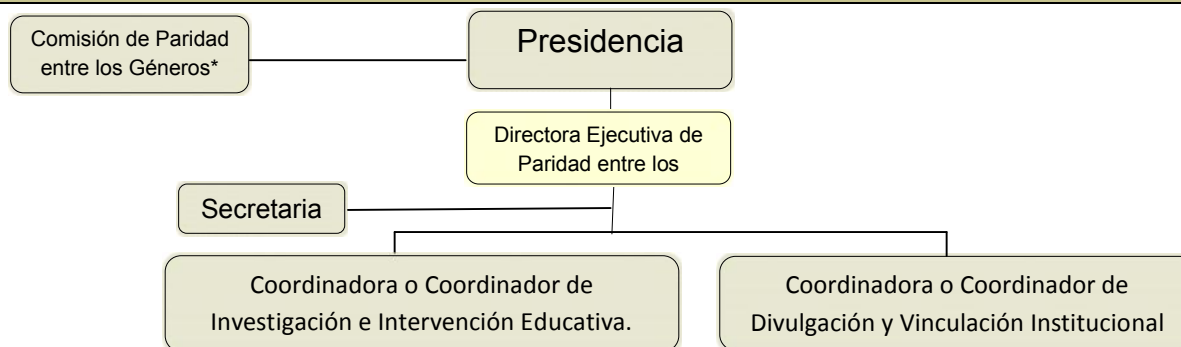 Comisión de Paridad
entre los Géneros*
Presidencia
Directora Ejecutiva de
Paridad entre los
Secretaria
Coordinadora o Coordinador de
Investigación e Intervención Educativa.
Coordinadora o Coordinador de
Divulgación y Vinculación Institucional